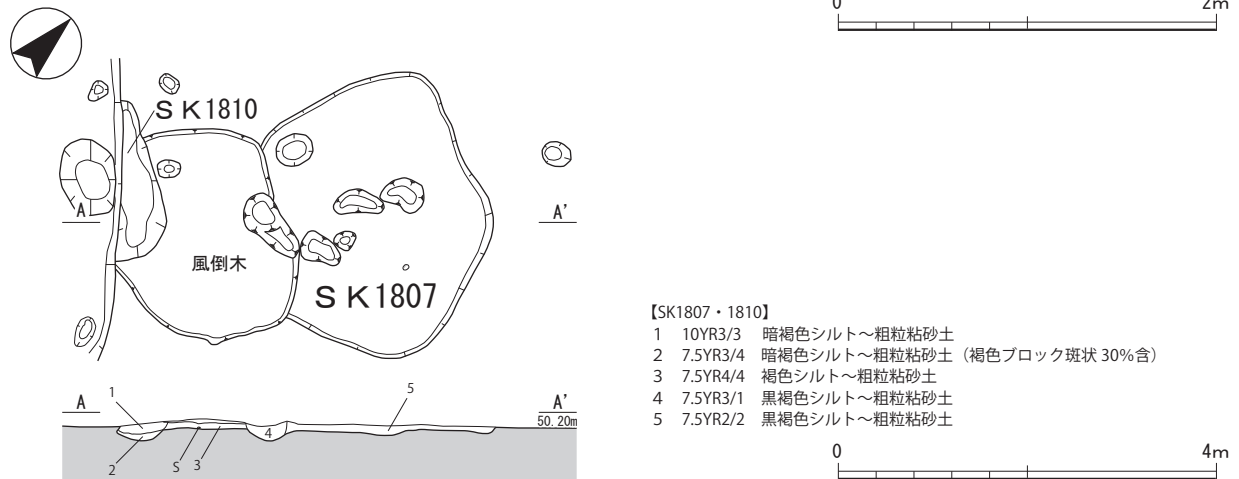 0 2m
SK1810
A A'
風倒木
SK1807
【SK1807・1810】
1 10YR3/3 暗褐色シルト～粗粒粘砂土
2 7.5YR3/4 暗褐色シルト～粗粒粘砂土（褐色ブロック斑状 30%含）
3 7.5YR4/4 褐色シルト～粗粒粘砂土
4 7.5YR3/1 黒褐色シルト～粗粒粘砂土
5 7.5YR2/2 黒褐色シルト～粗粒粘砂土
1 5
A A'
50.20m
4
2 S 3
0 4m